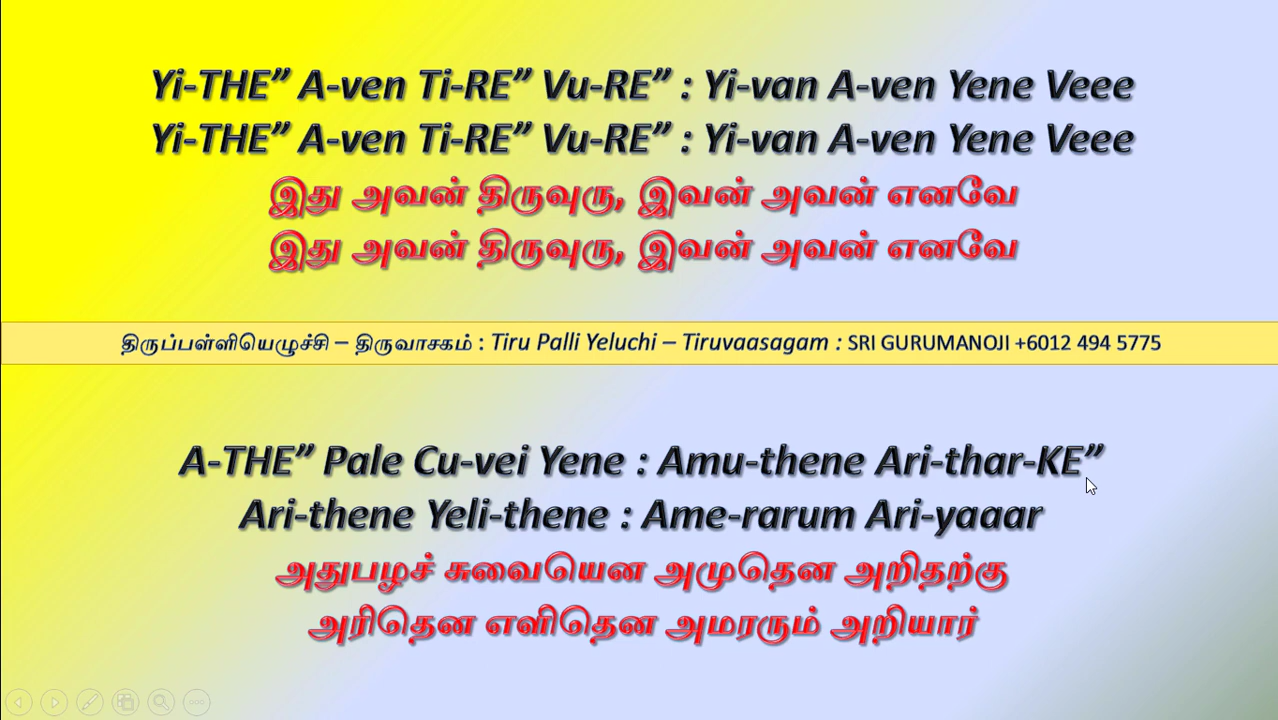 Yi-THE” A-ven Ti-RE” Vu-RE” : Yi-van A-ven Yene Veee
Yi-THE” A-ven Ti-RE” Vu-RE” : Yi-van A-ven Yene Veee
இது அவன் திருவுரு, இவன் அவன் எனவே
இது அவன் திருவுரு, இவன் அவன் எனவே
திருப்பள்ளியெழுச்சி – திருவாசகம் : Tiru Palli Yeluchi – Tiruvaasagam : SRI GURUMANOJI +6012 494 5775
A-THE” Pale Cu-vei Yene : Amu-thene Ari-thar-KE”
Ari-thene Yeli-thene : Ame-rarum Ari-yaaar
அதுபழச் சுவையென அமுதென அறிதற்கு
அரிதென எளிதென அமரரும் அறியார்